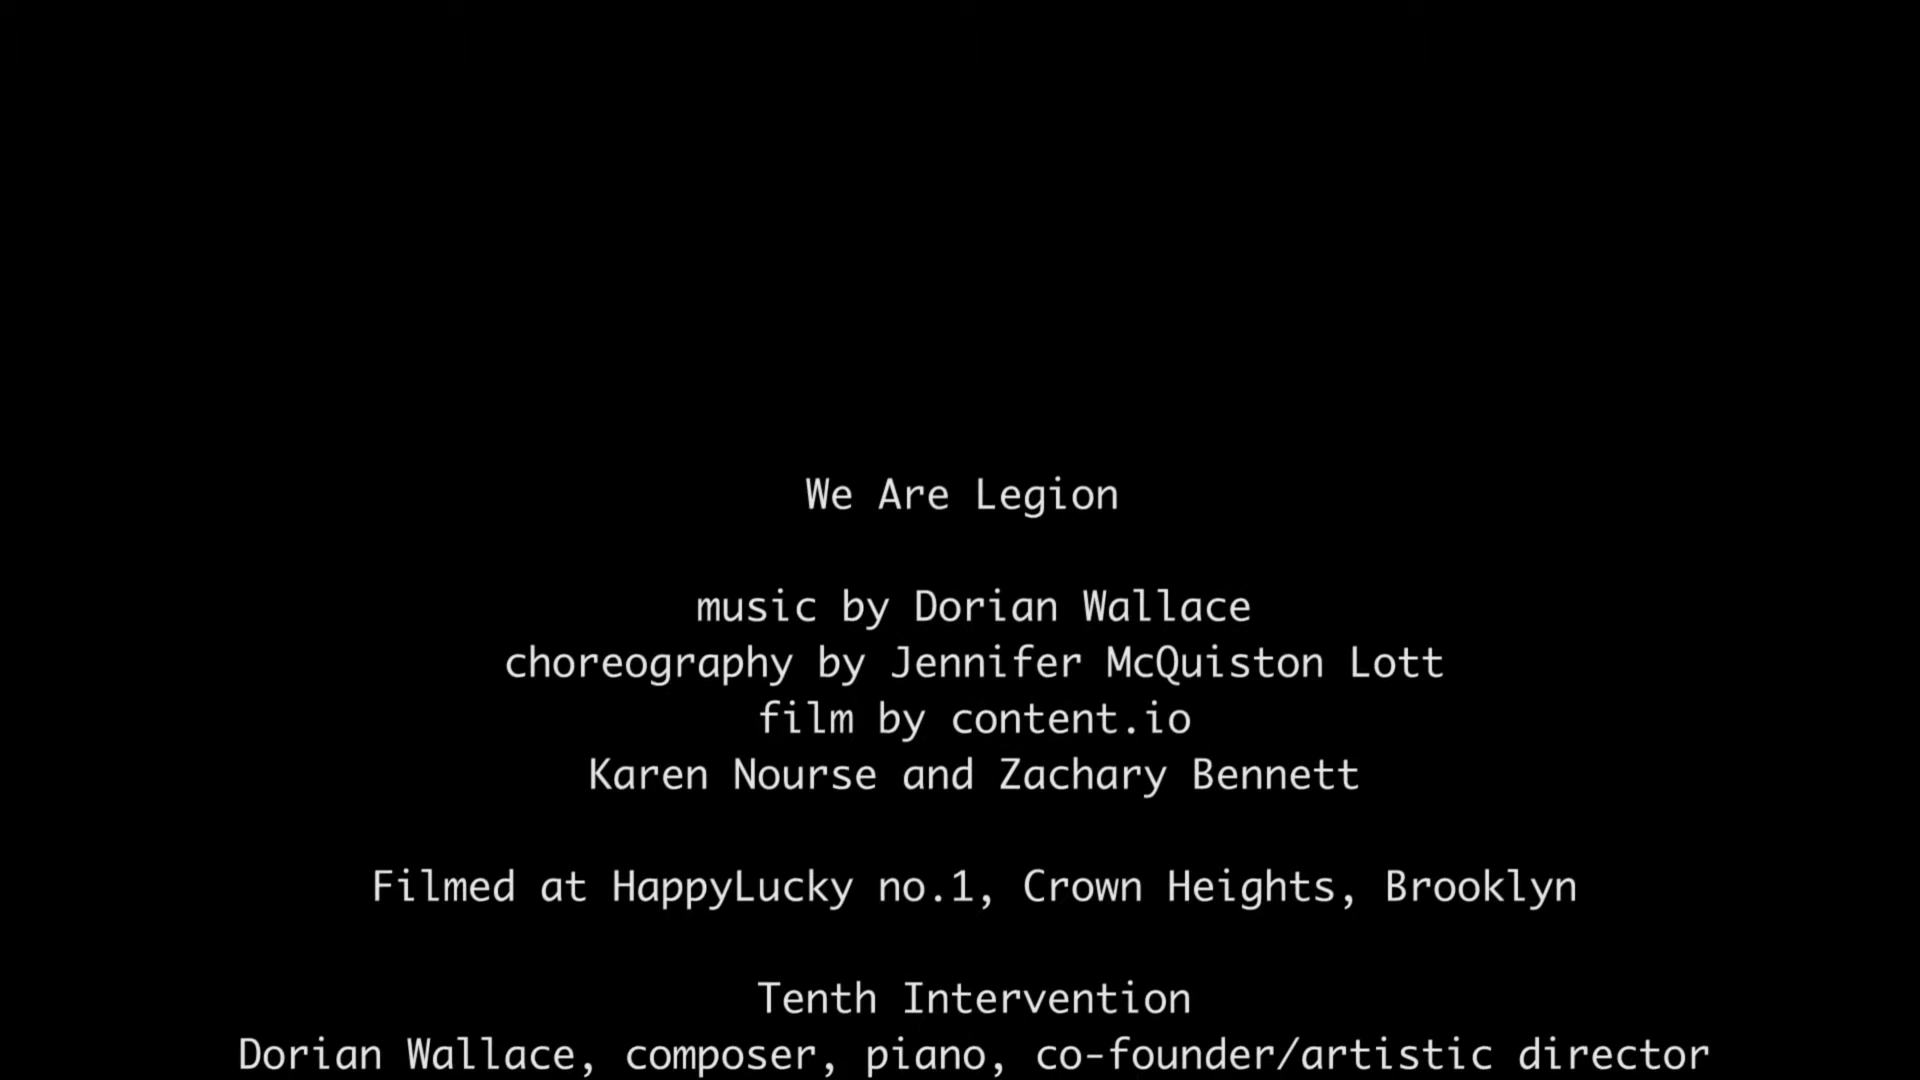 We Are Legion
music by Dorian Wallace
choreography by Jennifer McQuiston Lott
film by content.io
Karen Nourse and Zachary Bennett
Filmed at HappyLucky no.1, Crown Heights, Brooklyn
Tenth Intervention
Dorian Wallace, composer, piano, co-founder/artistic director